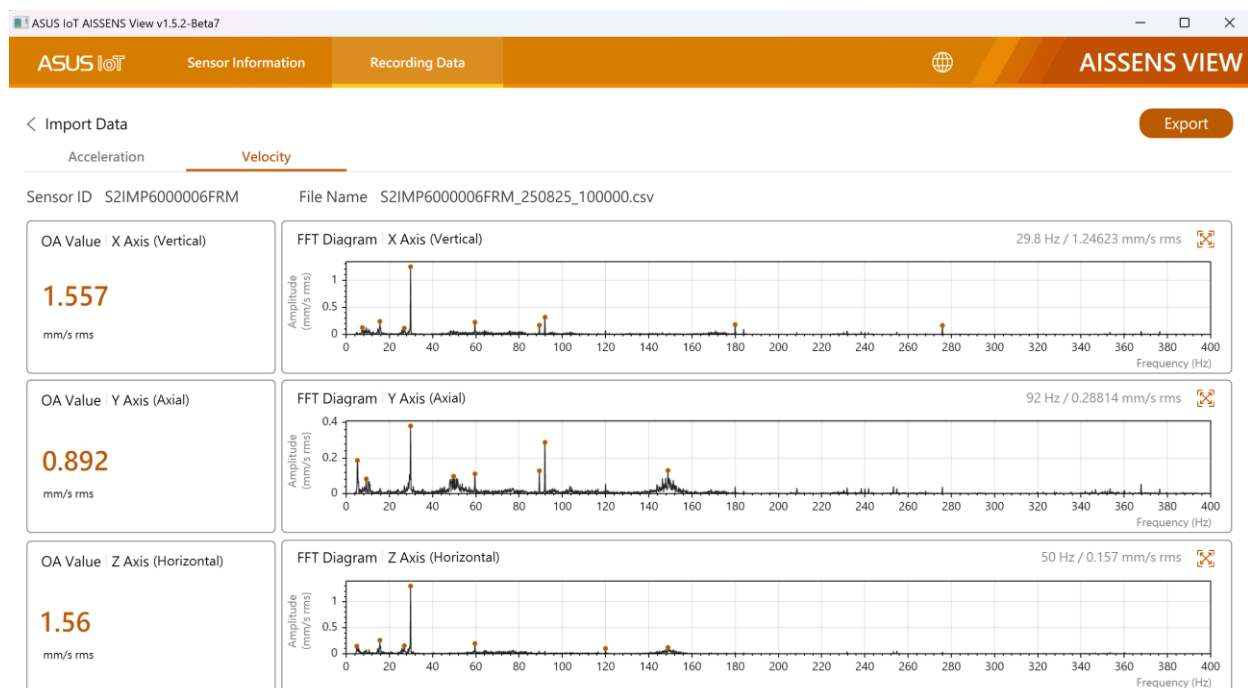 ASUS IoT AISSENS View v1.5.2-Beta7
ASUS IoT Sensor Information Recording Data AISSENS VIEW
Import Data Export
Acceleration Velocity
Sensor ID S2IMP6000006FRM File Name S2IMP6000006FRM_250825_100000.csv
OA Value X Axis (Vertical)
1.557
mm/s rms
FFT Diagram X Axis (Vertical) 29.8 Hz / 1.24623 mm/s rms
Amplitude
(mm/s rms)
1
0.5
0
0 20 40 60 80 100 120 140 160 180 200 220 240 260 280 300 320 340 360 380 400
Frequency (Hz)
OA Value Y Axis (Axial)
0.892
mm/s rms
FFT Diagram Y Axis (Axial) 92 Hz / 0.28814 mm/s rms
Amplitude
(mm/s rms)
0.4
0.2
0
0 20 40 60 80 100 120 140 160 180 200 220 240 260 280 300 320 340 360 380 400
Frequency (Hz)
OA Value Z Axis (Horizontal)
1.56
mm/s rms
FFT Diagram Z Axis (Horizontal) 50 Hz / 0.157 mm/s rms
Amplitude
(mm/s rms)
1
0.5
0
0 20 40 60 80 100 120 140 160 180 200 220 240 260 280 300 320 340 360 380 400
Frequency (Hz)